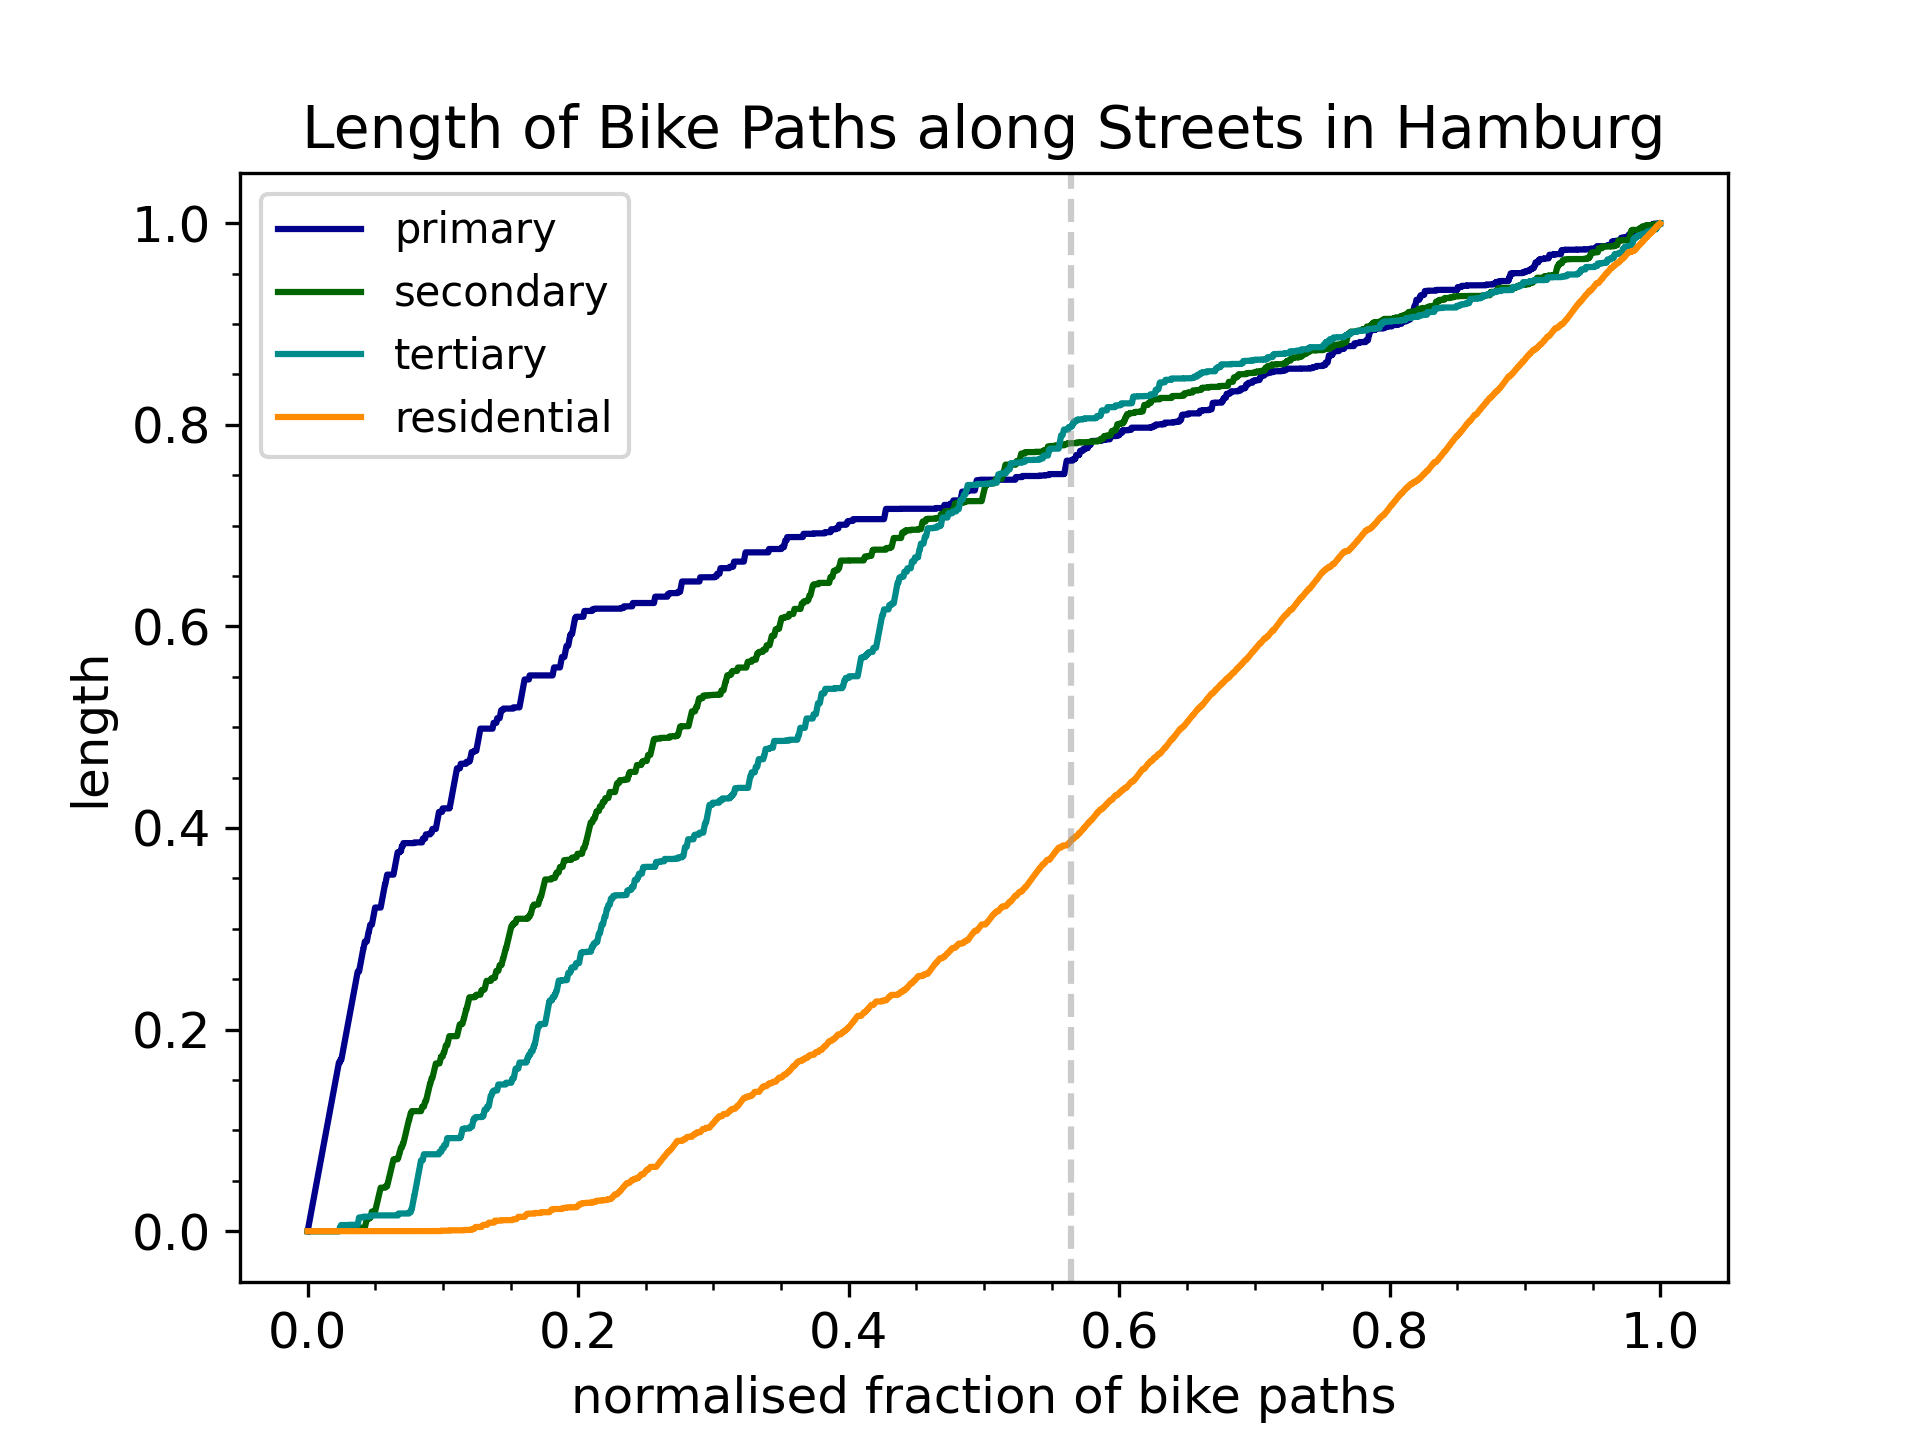 Length of Bike Paths along Streets in Hamburg
primary
secondary
tertiary
residential
1.0
0.8
0.6
0.4
0.2
0.0
length
0.0 0.2 0.4 0.6 0.8 1.0
normalised fraction of bike paths